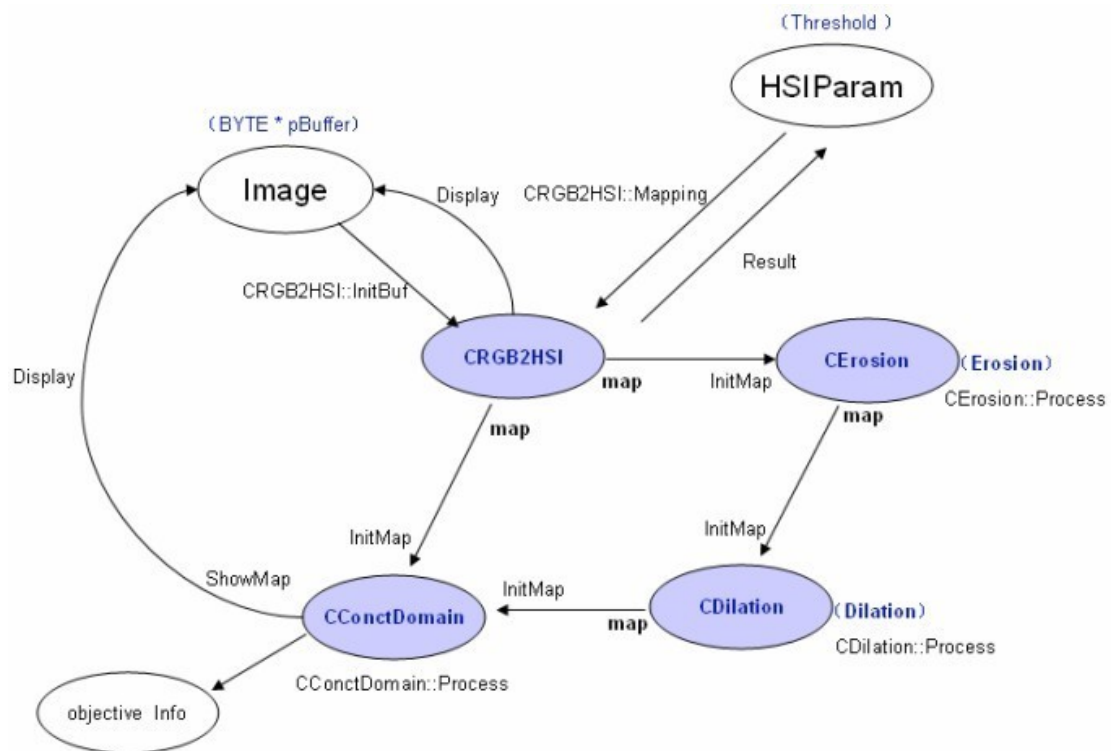 (Threshold )
HSIParam
(BYTE * pBuffer)
Image
Display
CRGB2HSI::Mapping
Result
CRGB2HSI::InitBuf
CRGB2HSI
map
InitMap
CErosion
(Erosion)
CErosion::Process
map
map
Display
InitMap
InitMap
ShowMap
InitMap
CConctDomain
map
CDilation
(Dilation)
CDilation::Process
CConctDomain::Process
objective Info